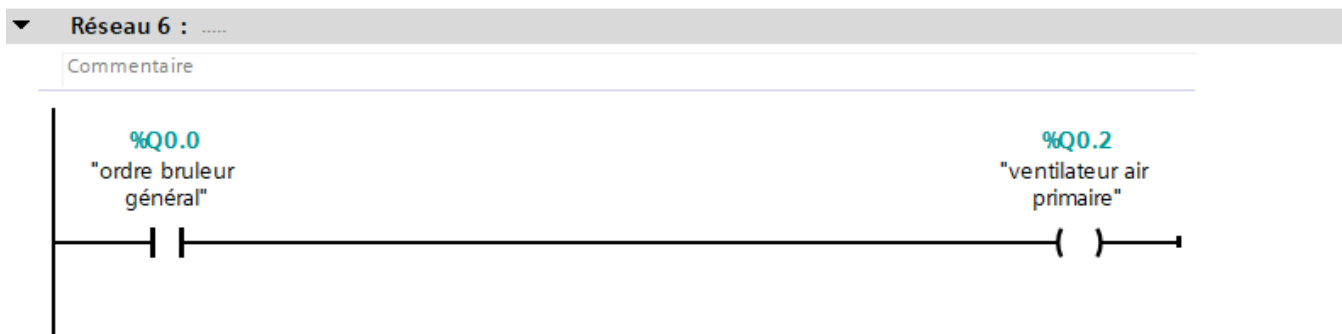 Réseau 6 : .....
Commentaire
%Q0.0
"ordre bruleur
général"
%Q0.2
"ventilateur air
primaire"